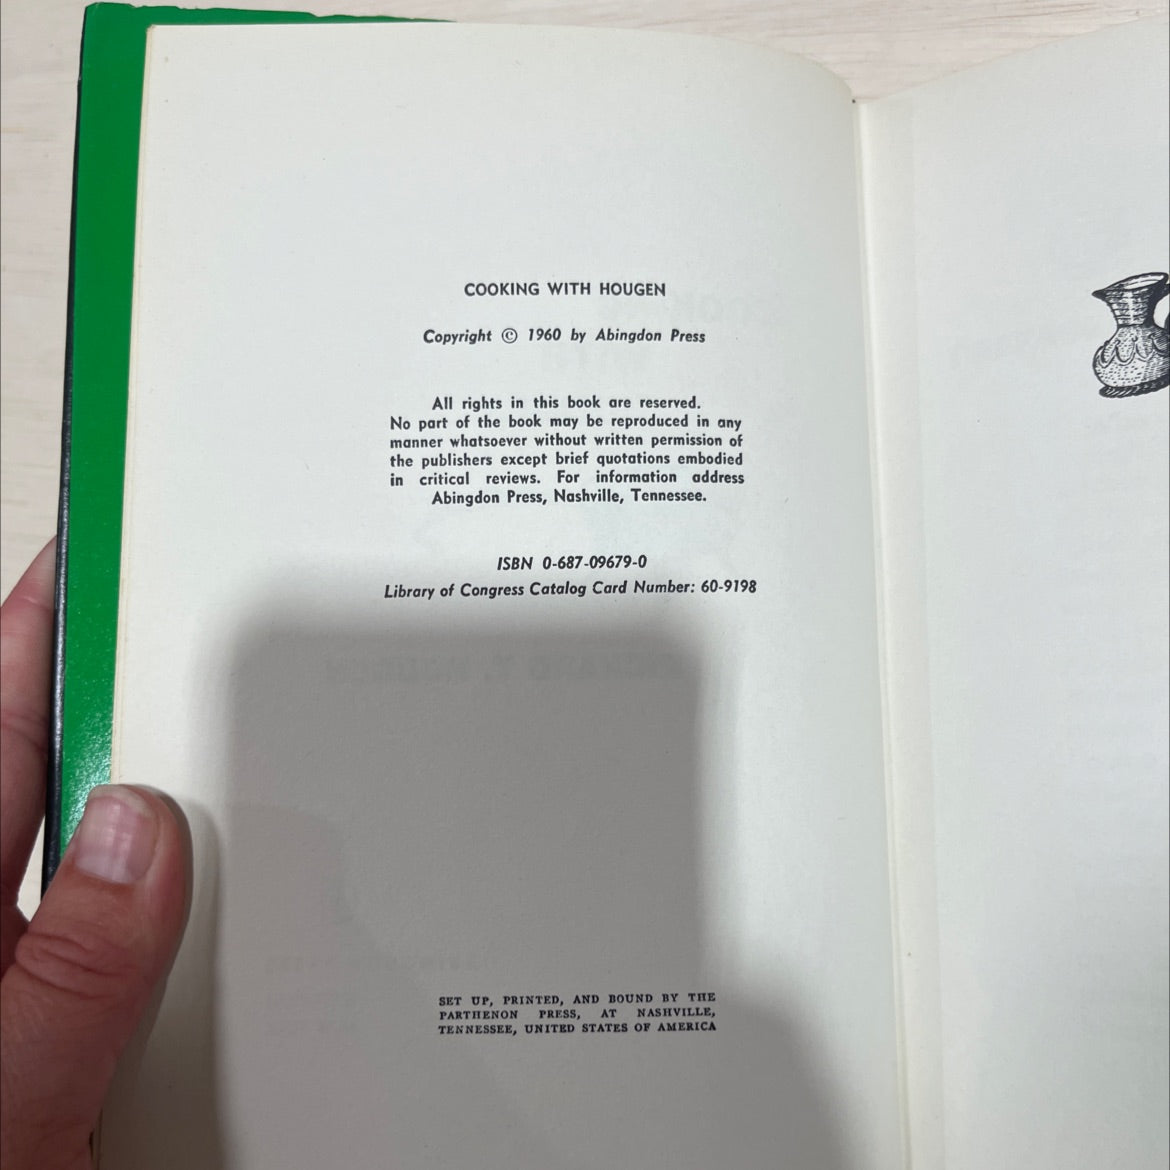 COOKING WITH HOUGEN
Copyright © 1960 by Abingdon Press
All rights in this book are reserved.
No part of the book may be reproduced in any
manner whatsoever without written permission of
the publishers except brief quotations embodied
in critical reviews. For information address
Abingdon Press, Nashville, Tennessee.
ISBN 0-687-09679-0
Library of Congress Catalog Card Number: 60-9198
SET UP, PRINTED, AND BOUND BY THE
PARTHENON PRESS, AT NASHVILLE,
TENNESSEE, UNITED STATES OF AMERICA